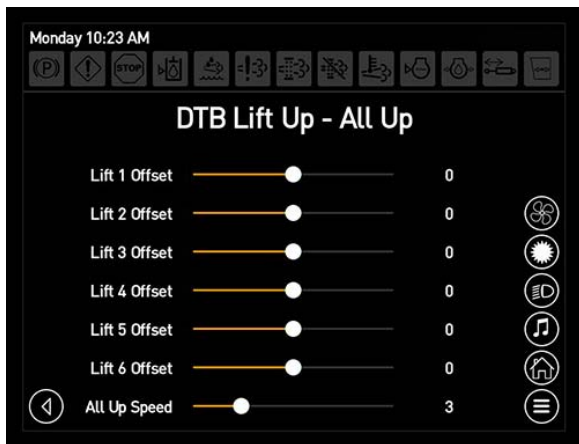 Monday 10:23 AM
(P) STOP
DTB Lift Up - All Up
Lift 1 Offset 0
Lift 2 Offset 0
Lift 3 Offset 0
Lift 4 Offset 0
Lift 5 Offset 0
Lift 6 Offset 0
All Up Speed 3